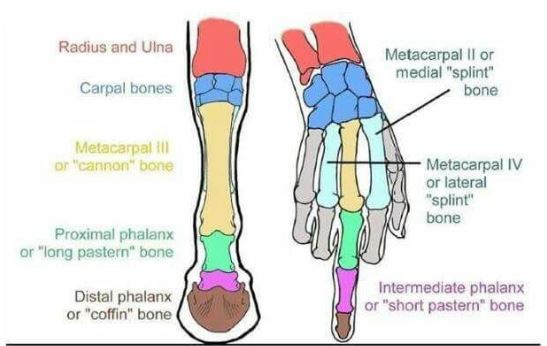 Radius and Ulna
Carpal bones
Metacarpal III
or "cannon" bone
Proximal phalanx
or "long pastern" bone
Distal phalanx
or "coffin" bone
Metacarpal II or
medial "splint"
bone
Metacarpal IV
or lateral
"splint"
bone
Intermediate phalanx
or "short pastern" bone